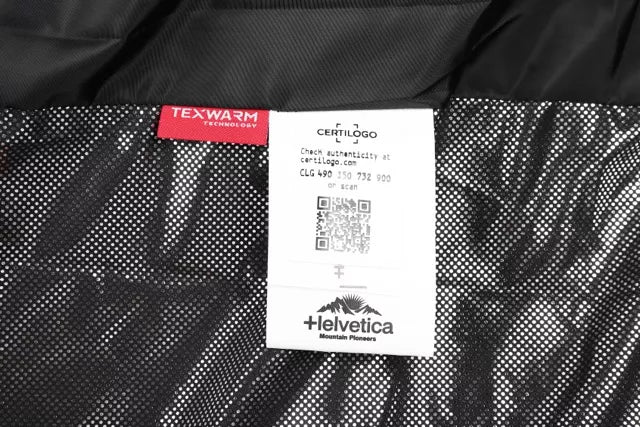 TEXWARM
TECHNOLOGY
CERTILOGO
Check authenticity at
certilogo.com
CLG 490 350 732 900
or scan
+Helvetica
Mountain Pioneers